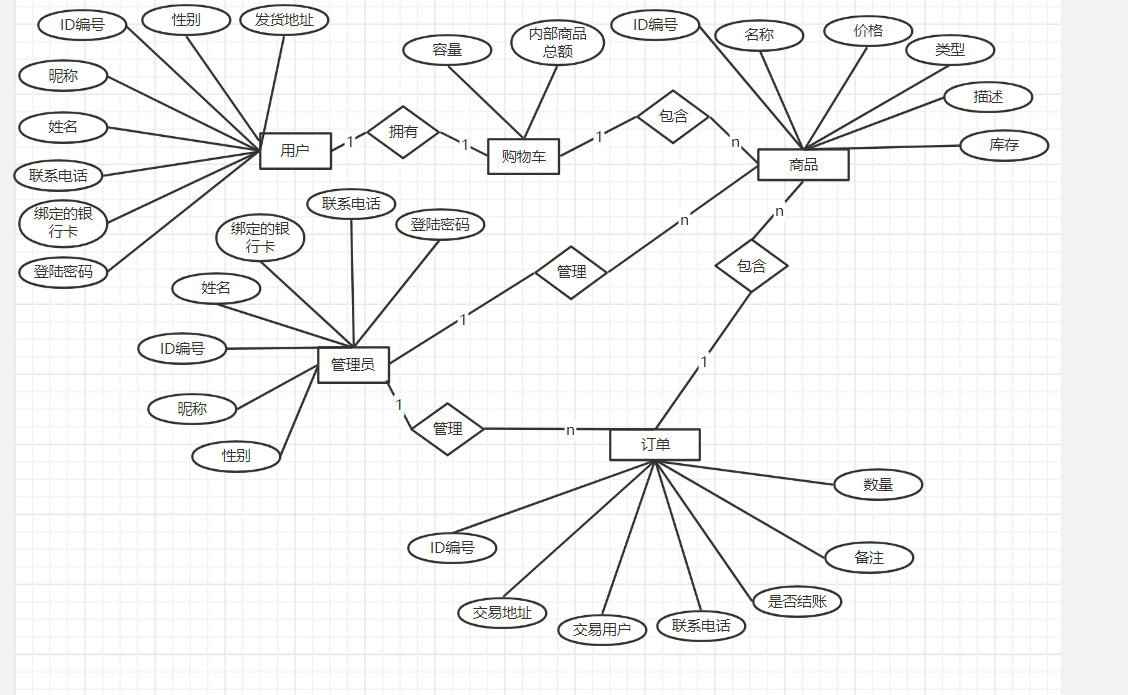 ID编号
性别
发货地址
昵称
姓名
联系电话
绑定的银
行卡
登陆密码
用户
1
拥有
1
容量
内部商品
总额
购物车
1
包含
n
ID编号
名称
价格
类型
描述
库存
商品
n
管理
1
n
包含
1
联系电话
登陆密码
绑定的银
行卡
姓名
ID编号
昵称
性别
管理员
1
管理
n
订单
ID编号
交易地址
交易用户
联系电话
是否结账
备注
数量